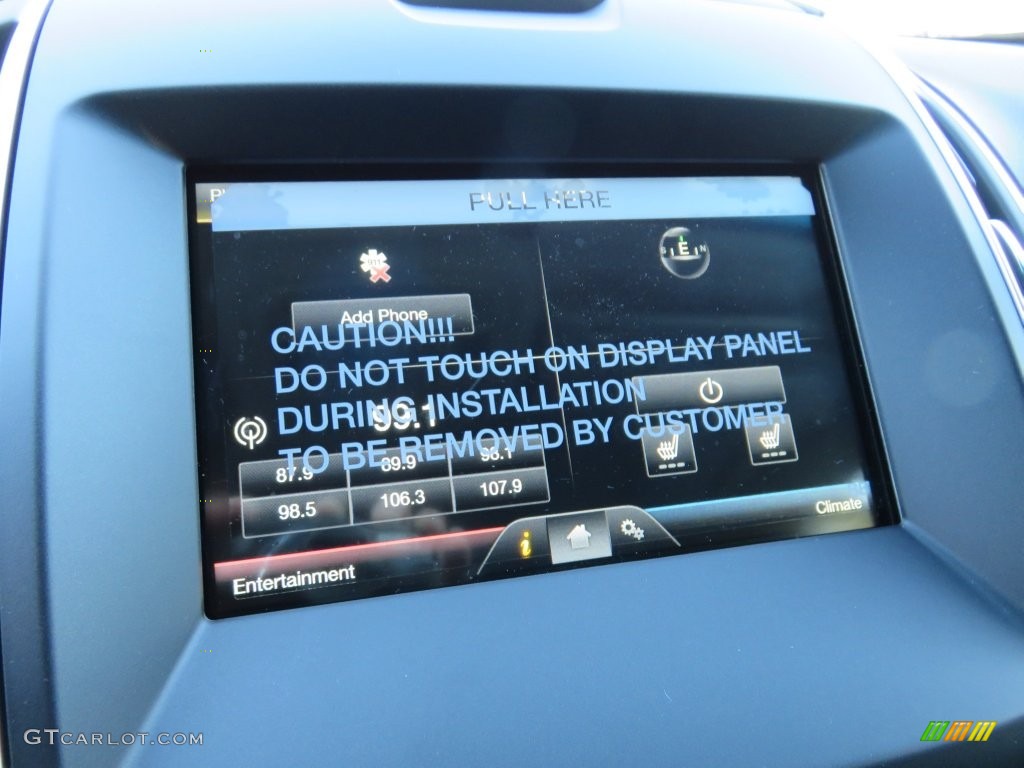 PULL HERE
911
S E N
Add Phone
CAUTION!!!
DO NOT TOUCH ON DISPLAY PANEL
DURING INSTALLATION
TO BE REMOVED BY CUSTOMER
99.1
87.9 89.9 98.1
98.5 106.3 107.9
Climate
i
Entertainment
GTCARLOT.COM